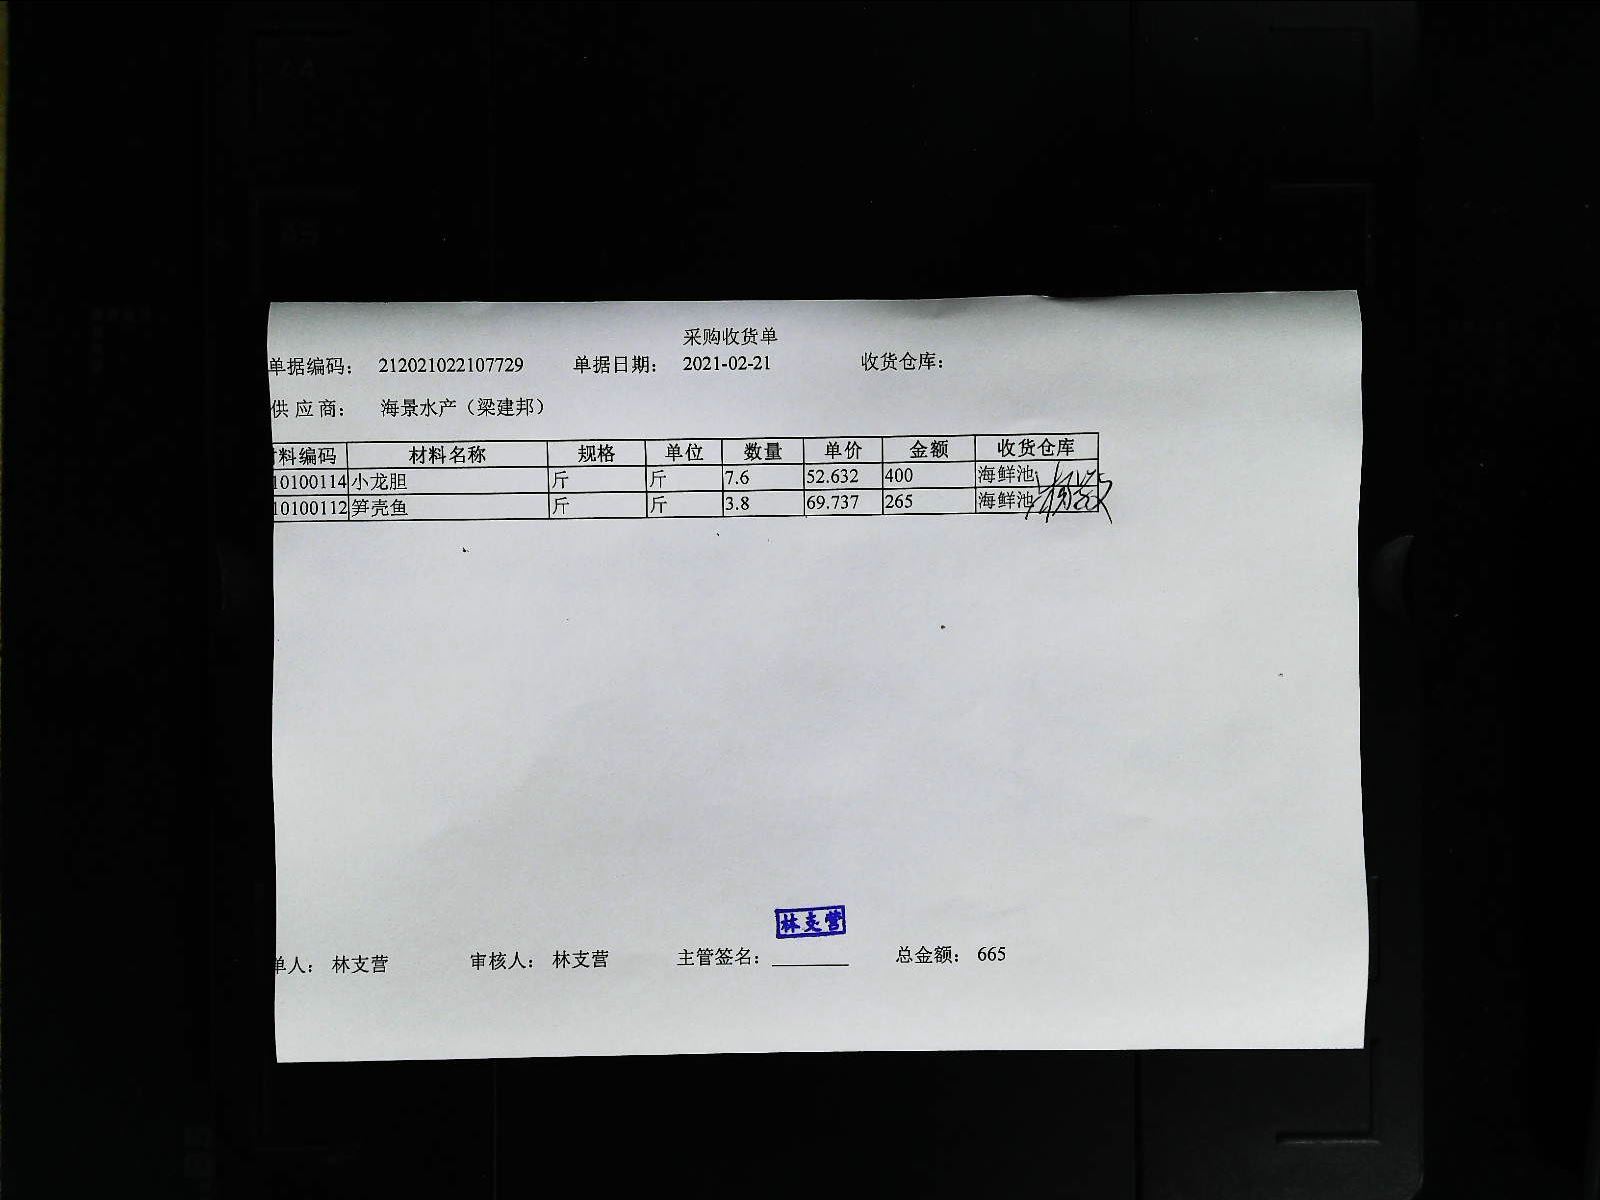 采购收货单
单据编码： 212021022107729 单据日期： 2021-02-21 收货仓库：
供应商： 海景水产（梁建邦）
料编码 材料名称 规格 单位 数量 单价 金额 收货仓库
10100114 小龙胆 斤 斤 7.6 52.632 400 海鲜池
10100112 笋壳鱼 斤 斤 3.8 69.737 265 海鲜池
林支营
单人： 林支营 审核人： 林支营 主管签名： 总金额： 665